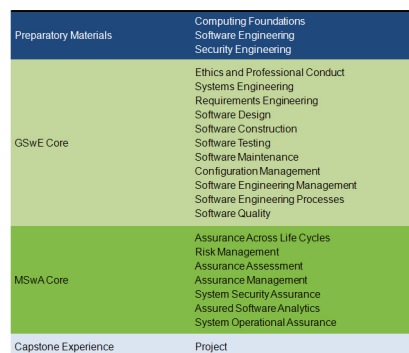 Preparatory Materials
Computing Foundations
Software Engineering
Security Engineering
GSwE Core
Ethics and Professional Conduct
Systems Engineering
Requirements Engineering
Software Design
Software Construction
Software Testing
Software Maintenance
Configuration Management
Software Engineering Management
Software Engineering Processes
Software Quality
MSwA Core
Assurance Across Life Cycles
Risk Management
Assurance Assessment
Assurance Management
System Security Assurance
Assured Software Analytics
System Operational Assurance
Capstone Experience
Project